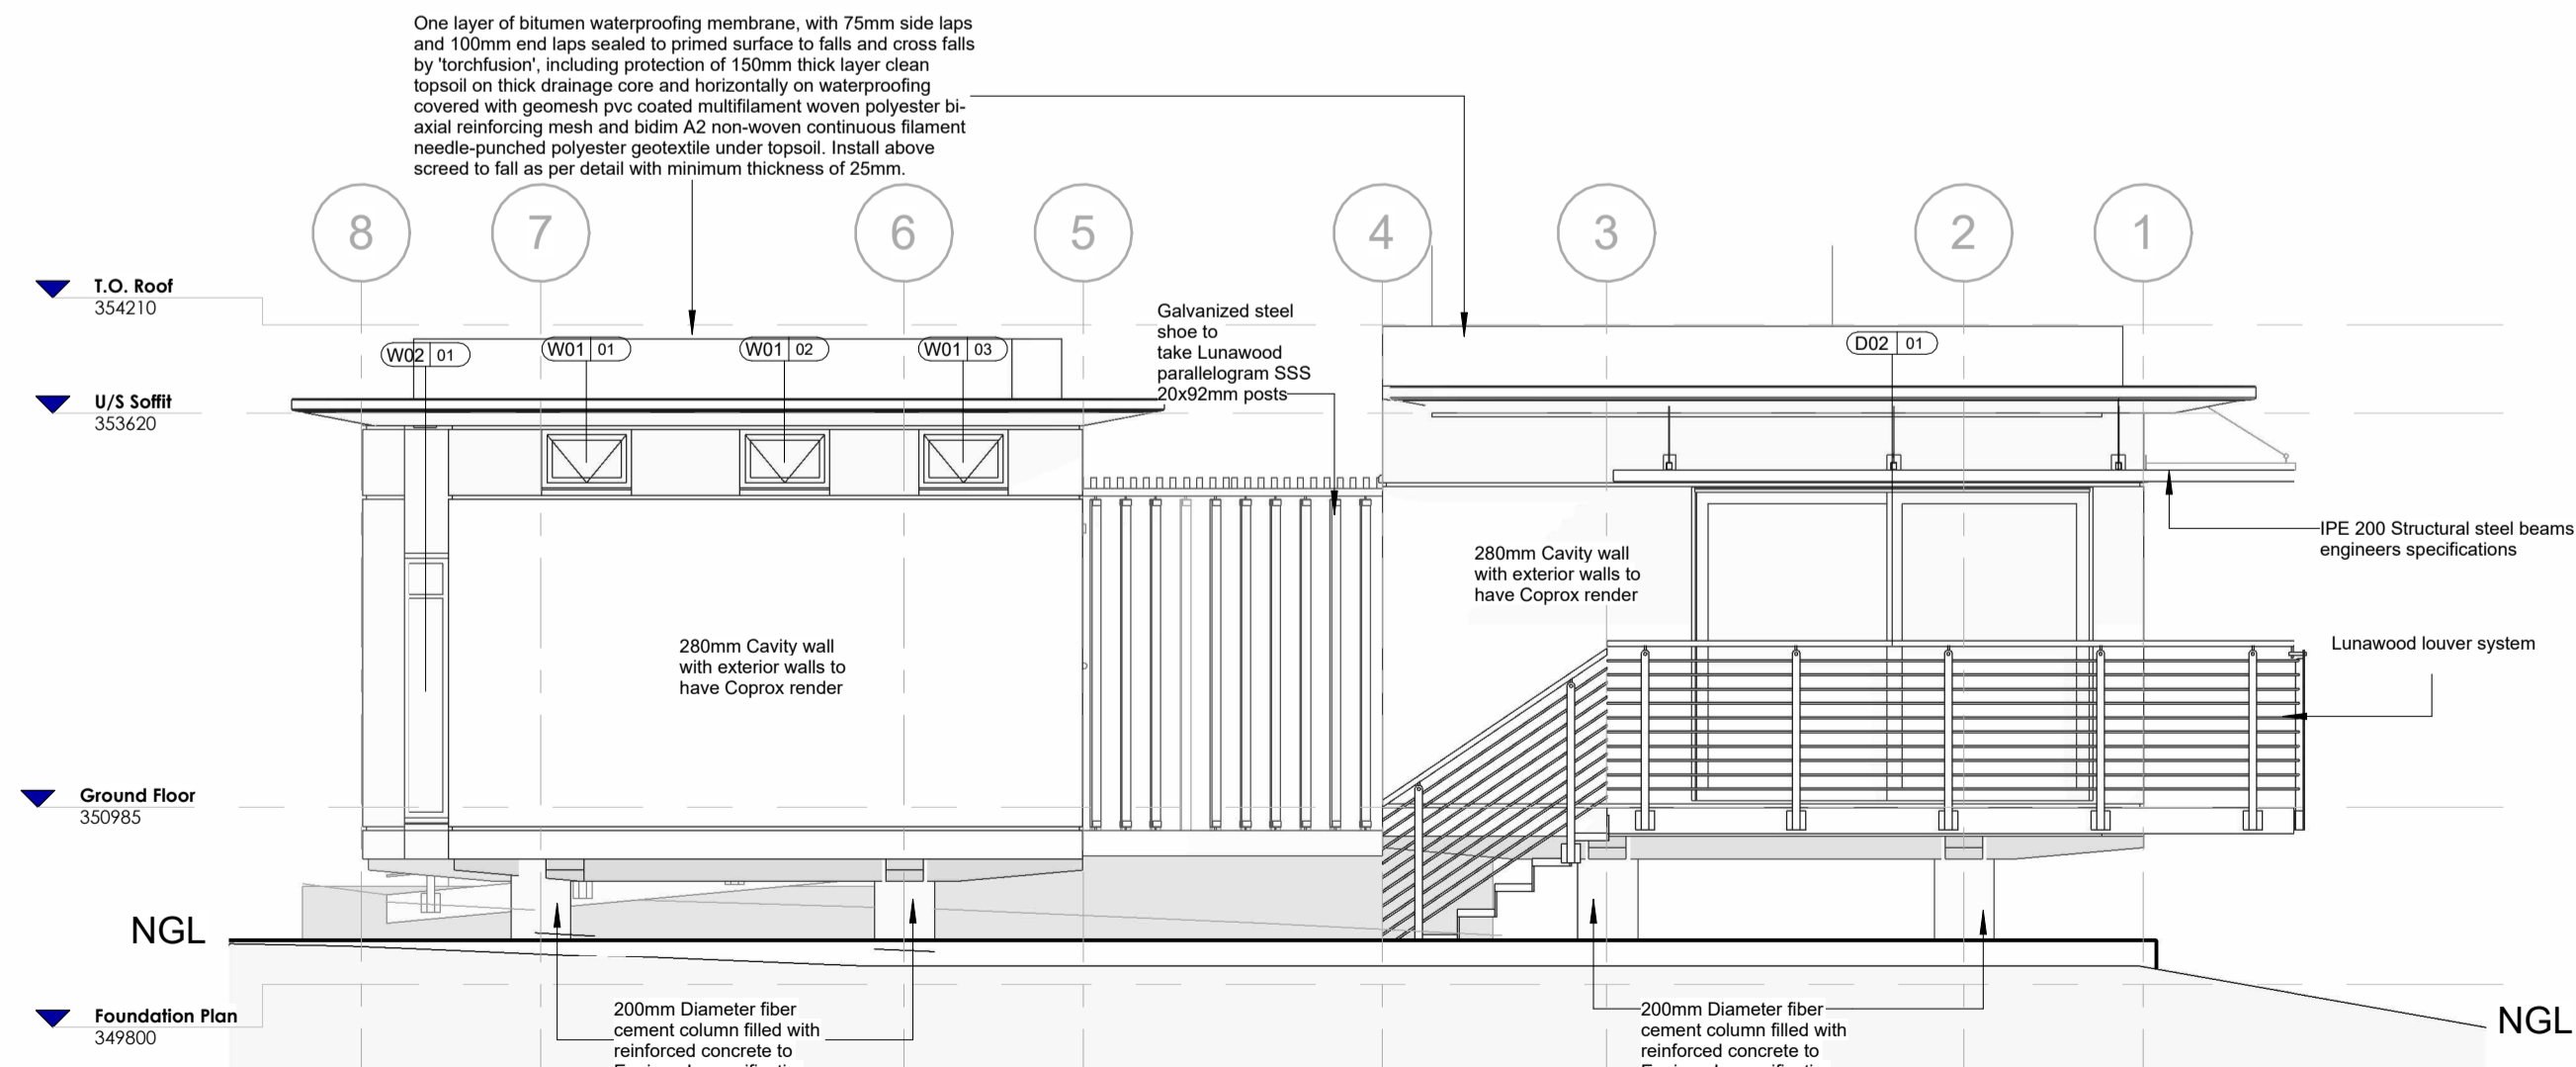 One layer of bitumen waterproofing membrane, with 75mm side laps
and 100mm end laps sealed to primed surface to falls and cross falls
by 'torchfusion', including protection of 150mm thick layer clean
topsoil on thick drainage core and horizontally on waterproofing
covered with geomesh pvc coated multifilament woven polyester bi-
axial reinforcing mesh and bidim A2 non-woven continuous filament
needle-punched polyester geotextile under topsoil. Install above
screed to fall as per detail with minimum thickness of 25mm.
8
7
6
5
4
3
2
1
T.O. Roof
354210
U/S Soffit
353620
Ground Floor
350985
Foundation Plan
349800
W02 01
W01 01
W01 02
W01 03
D02 01
Galvanized steel
shoe to
take Lunawood
parallelogram SSS
20x92mm posts
IPE 200 Structural steel beams
engineers specifications
280mm Cavity wall
with exterior walls to
have Coprox render
280mm Cavity wall
with exterior walls to
have Coprox render
Lunawood louver system
NGL
NGL
200mm Diameter fiber
cement column filled with
reinforced concrete to
200mm Diameter fiber
cement column filled with
reinforced concrete to